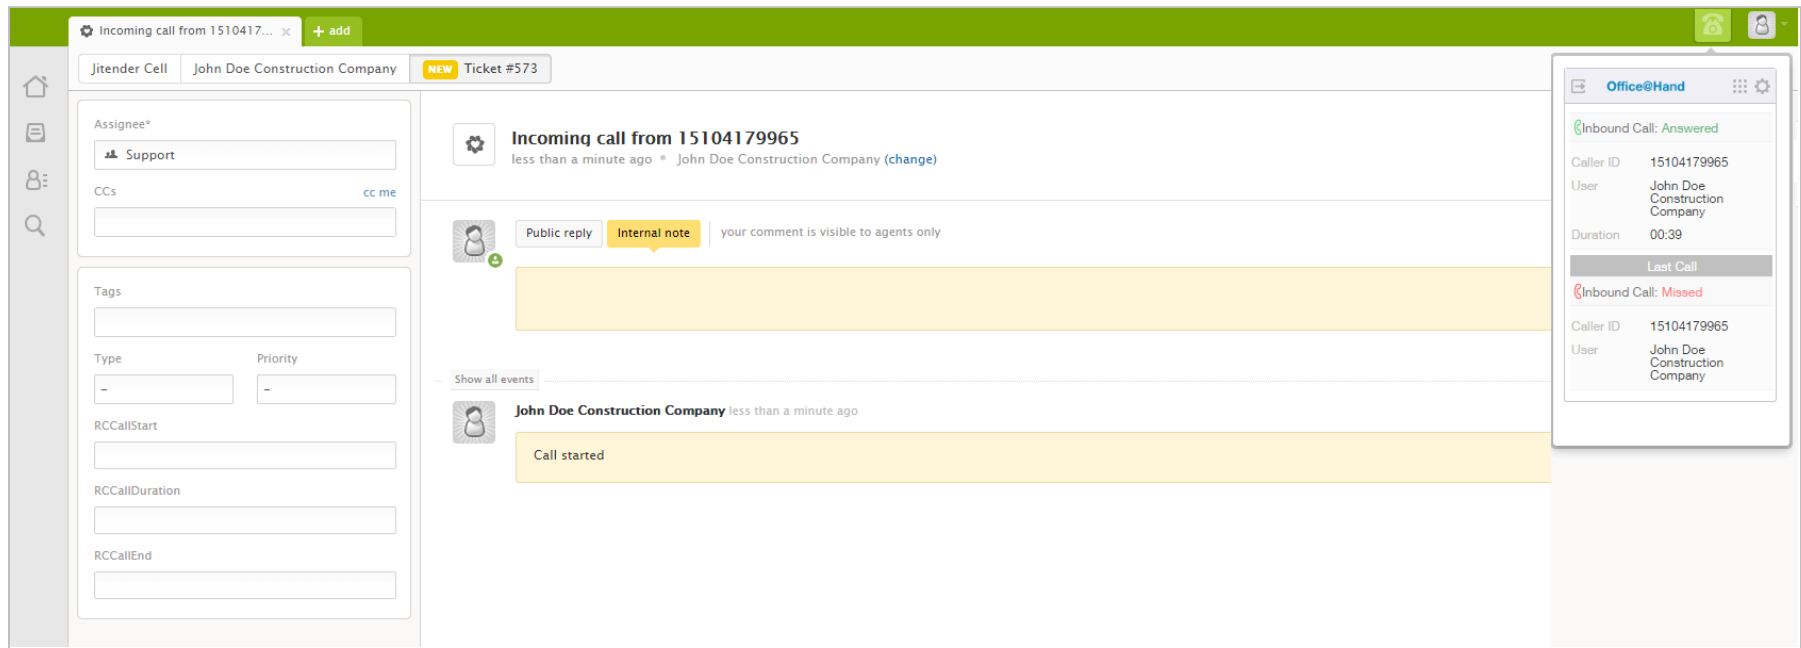 Incoming call from 1510417... ×
+ add
Jitender Cell
John Doe Construction Company
NEW Ticket #573
Assignee*
Support
CCs
cc me
Tags
Type
Priority
-
-
RCCallStart
RCCallDuration
RCCallEnd
Incoming call from 15104179965
less than a minute ago • John Doe Construction Company (change)
Public reply
Internal note
your comment is visible to agents only
Show all events
John Doe Construction Company less than a minute ago
Call started
Office@Hand
Inbound Call: Answered
Caller ID 15104179965
User John Doe
Construction
Company
Duration 00:39
Last Call
Inbound Call: Missed
Caller ID 15104179965
User John Doe
Construction
Company